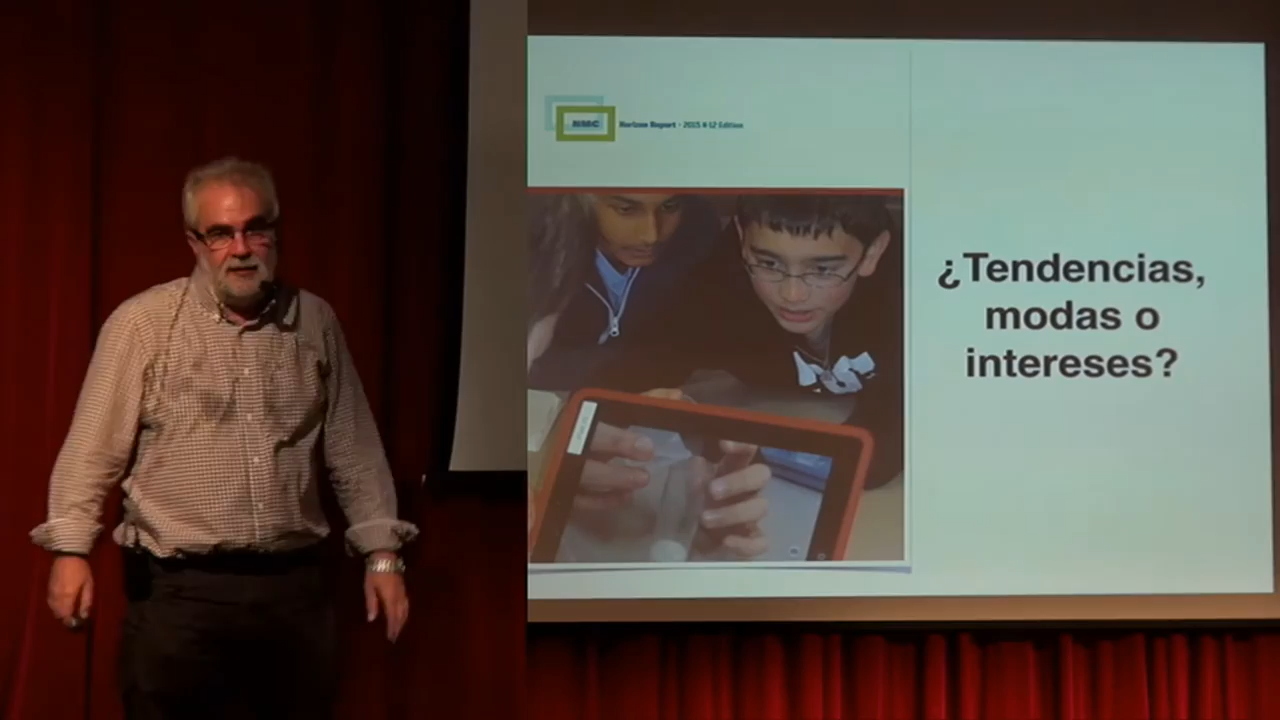 NMC
Horizon Report - 2015 K-12 Edition
¿Tendencias,
modas o
intereses?